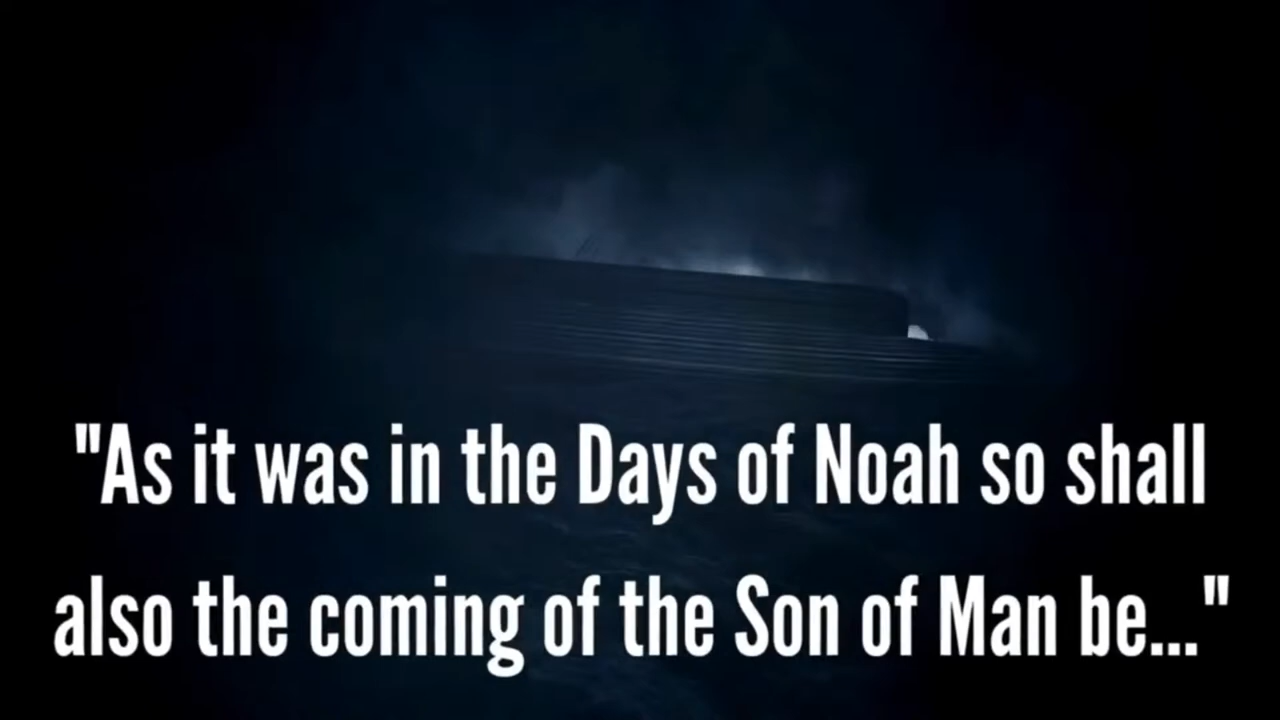 "As it was in the Days of Noah so shall
also the coming of the Son of Man be..."